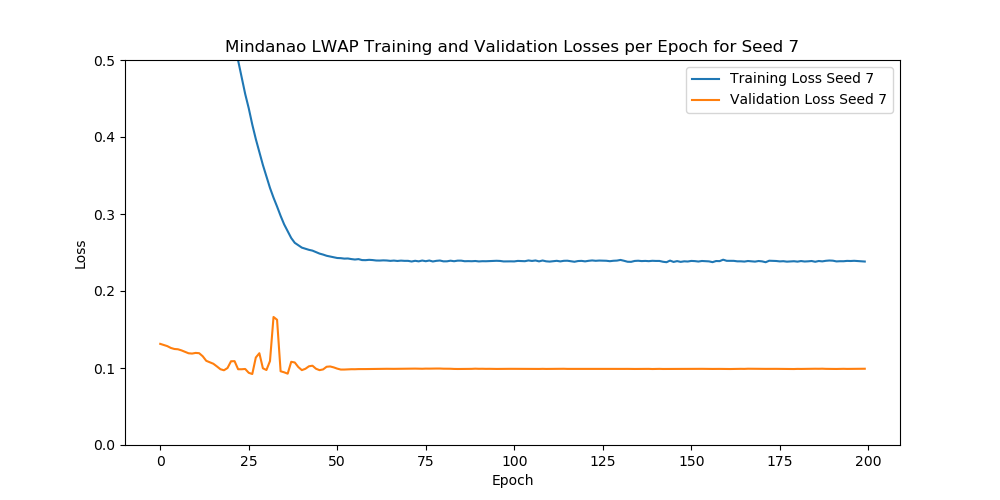 Mindanao LWAP Training and Validation Losses per Epoch for Seed 7
Training Loss Seed 7
Validation Loss Seed 7
Loss
0.5
0.4
0.3
0.2
0.1
0.0
0 25 50 75 100 125 150 175 200
Epoch